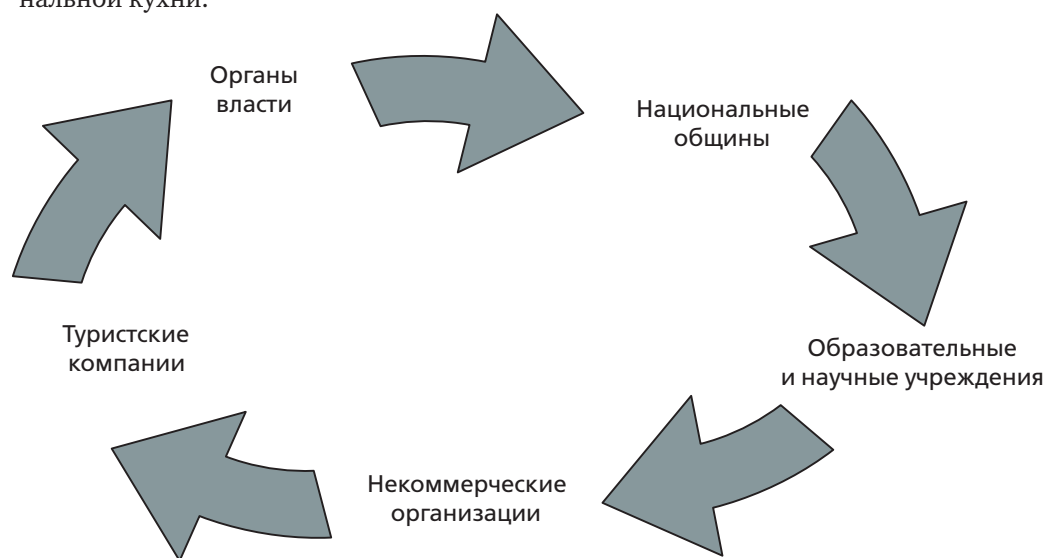 нальной кухни.
Органы
власти
Национальные
общины
Образовательные
и научные учреждения
Некоммерческие
организации
Туристские
компании